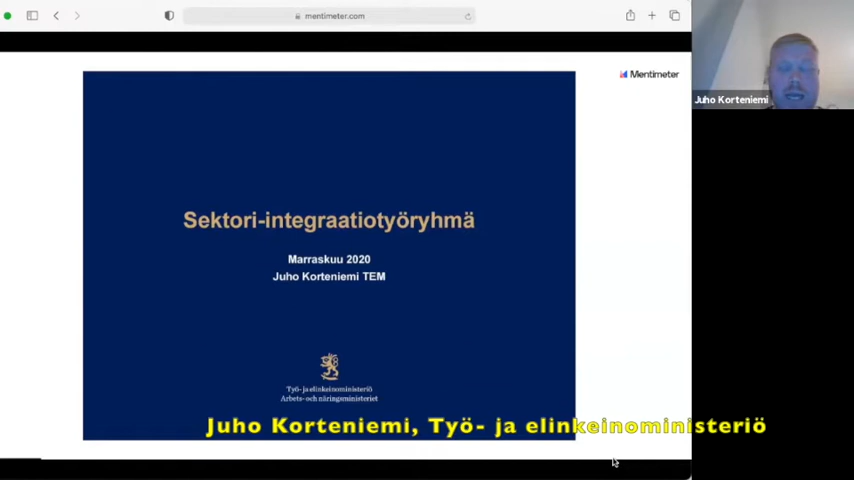 mentimeter.com
Mentimeter
Juho Korteniemi
Sektori-integraatiotyöryhmä
Marraskuu 2020
Juho Korteniemi TEM
Työ- ja elinkeinoministeriö
Arbets- och näringsministeriet
Juho Korteniemi, Työ- ja elinkeinoministeriö